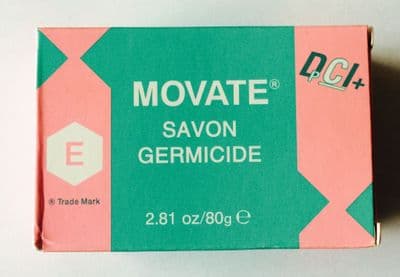 MOVATE®
SAVON
GERMICIDE
2.81 oz/80g ℮
E
® Trade Mark
DPCI+